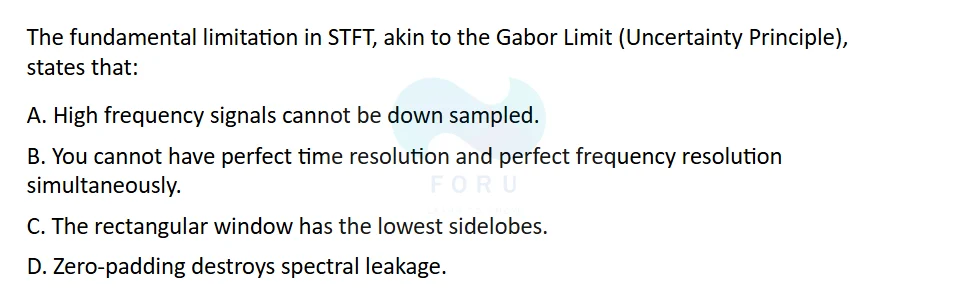 The fundamental limitation in STFT, akin to the Gabor Limit (Uncertainty Principle),
states that:
A. High frequency signals cannot be down sampled.
B. You cannot have perfect time resolution and perfect frequency resolution
simultaneously.
FORU
C. The rectangular window has the lowest sidelobes.
D. Zero-padding destroys spectral leakage.